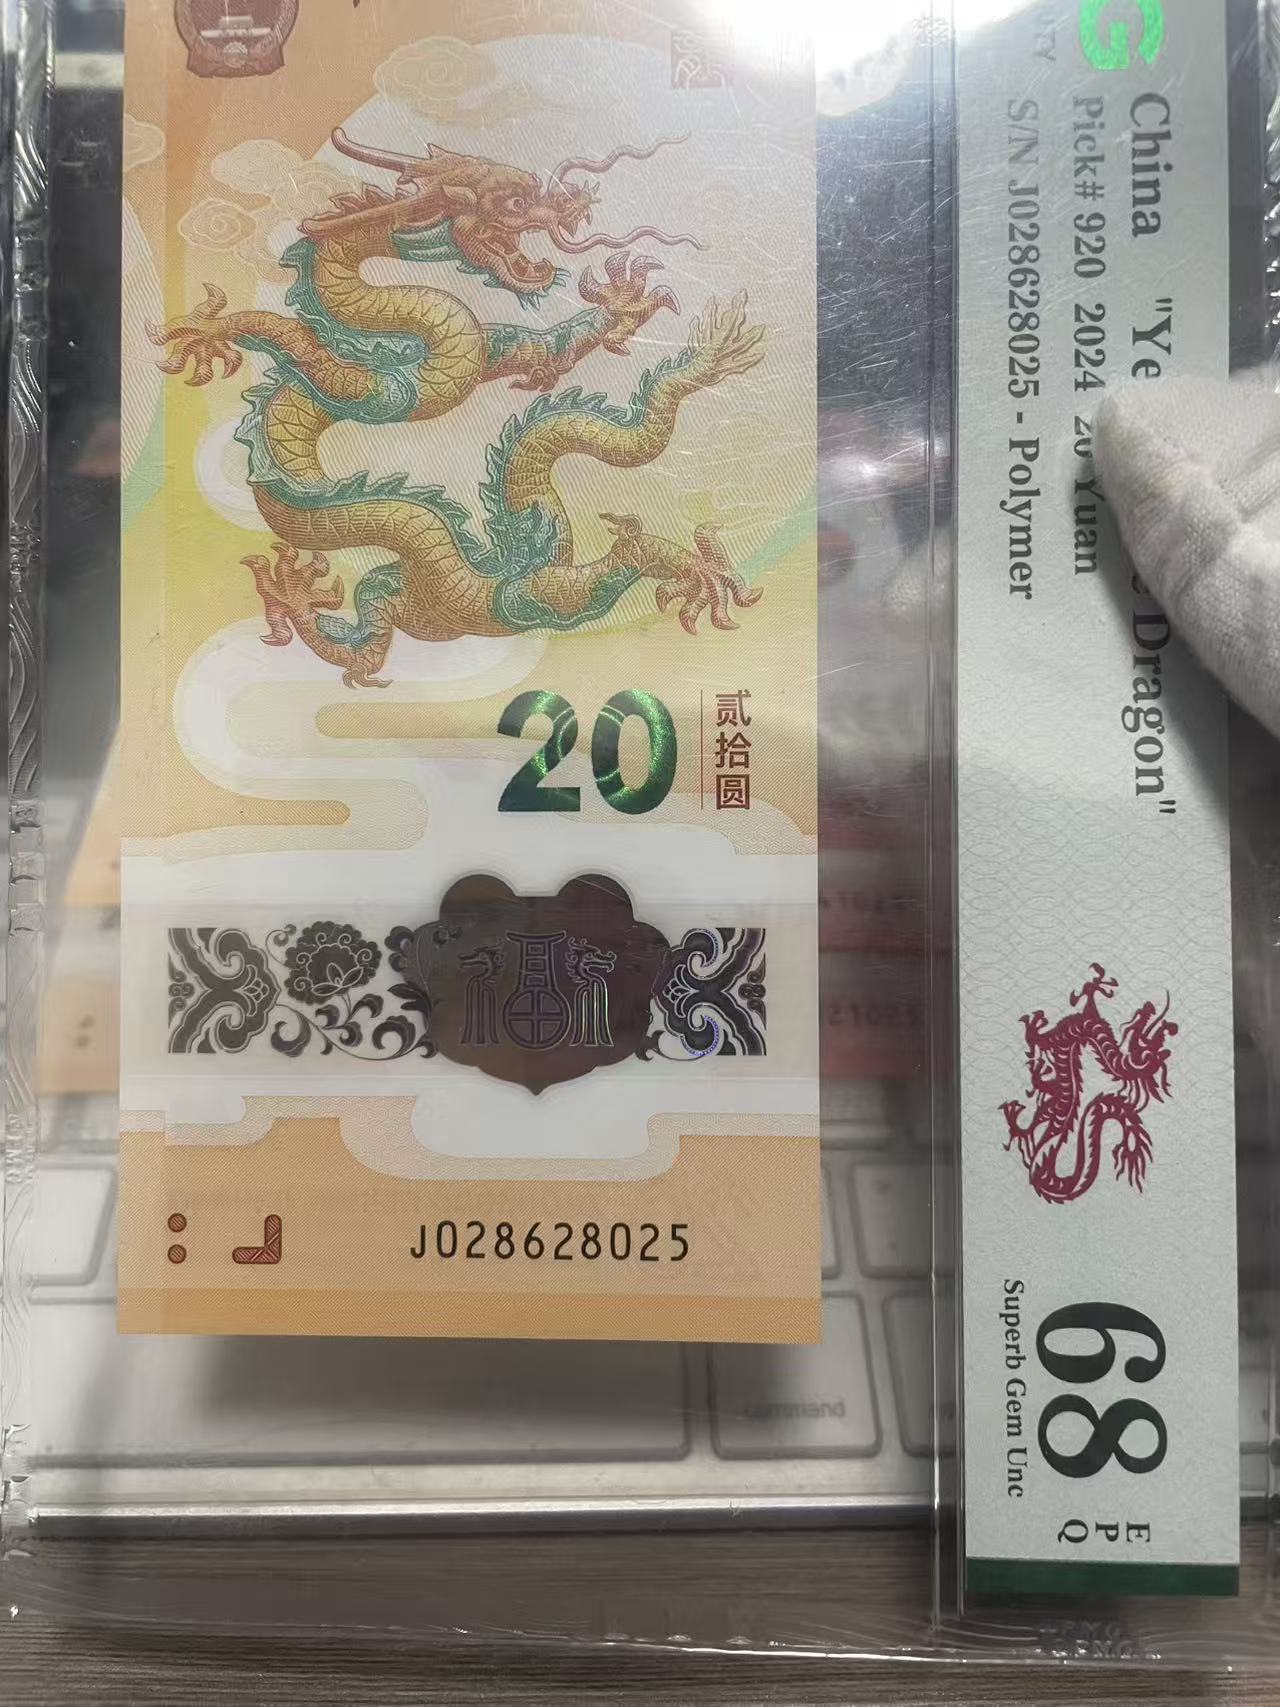 贰拾圆
20
J028628025
G
China "Ye Dragon"
Pick# 920 2024 20 Yuan
S/N J028628025 - Polymer
68
EPQ
Superb Gem Unc
command